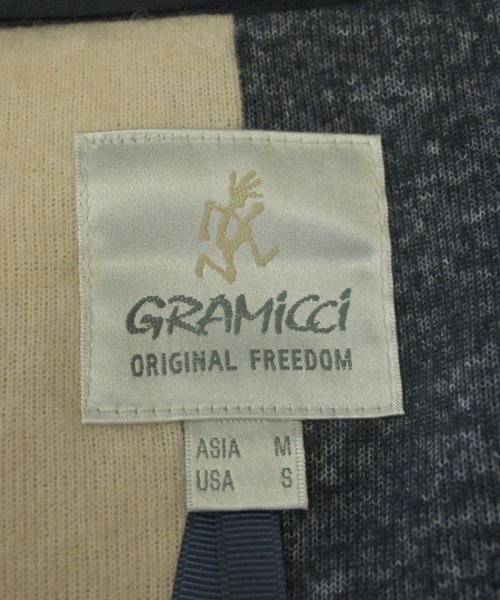 GRAMiCCi
ORIGINAL FREEDOM
ASIA M
USA S